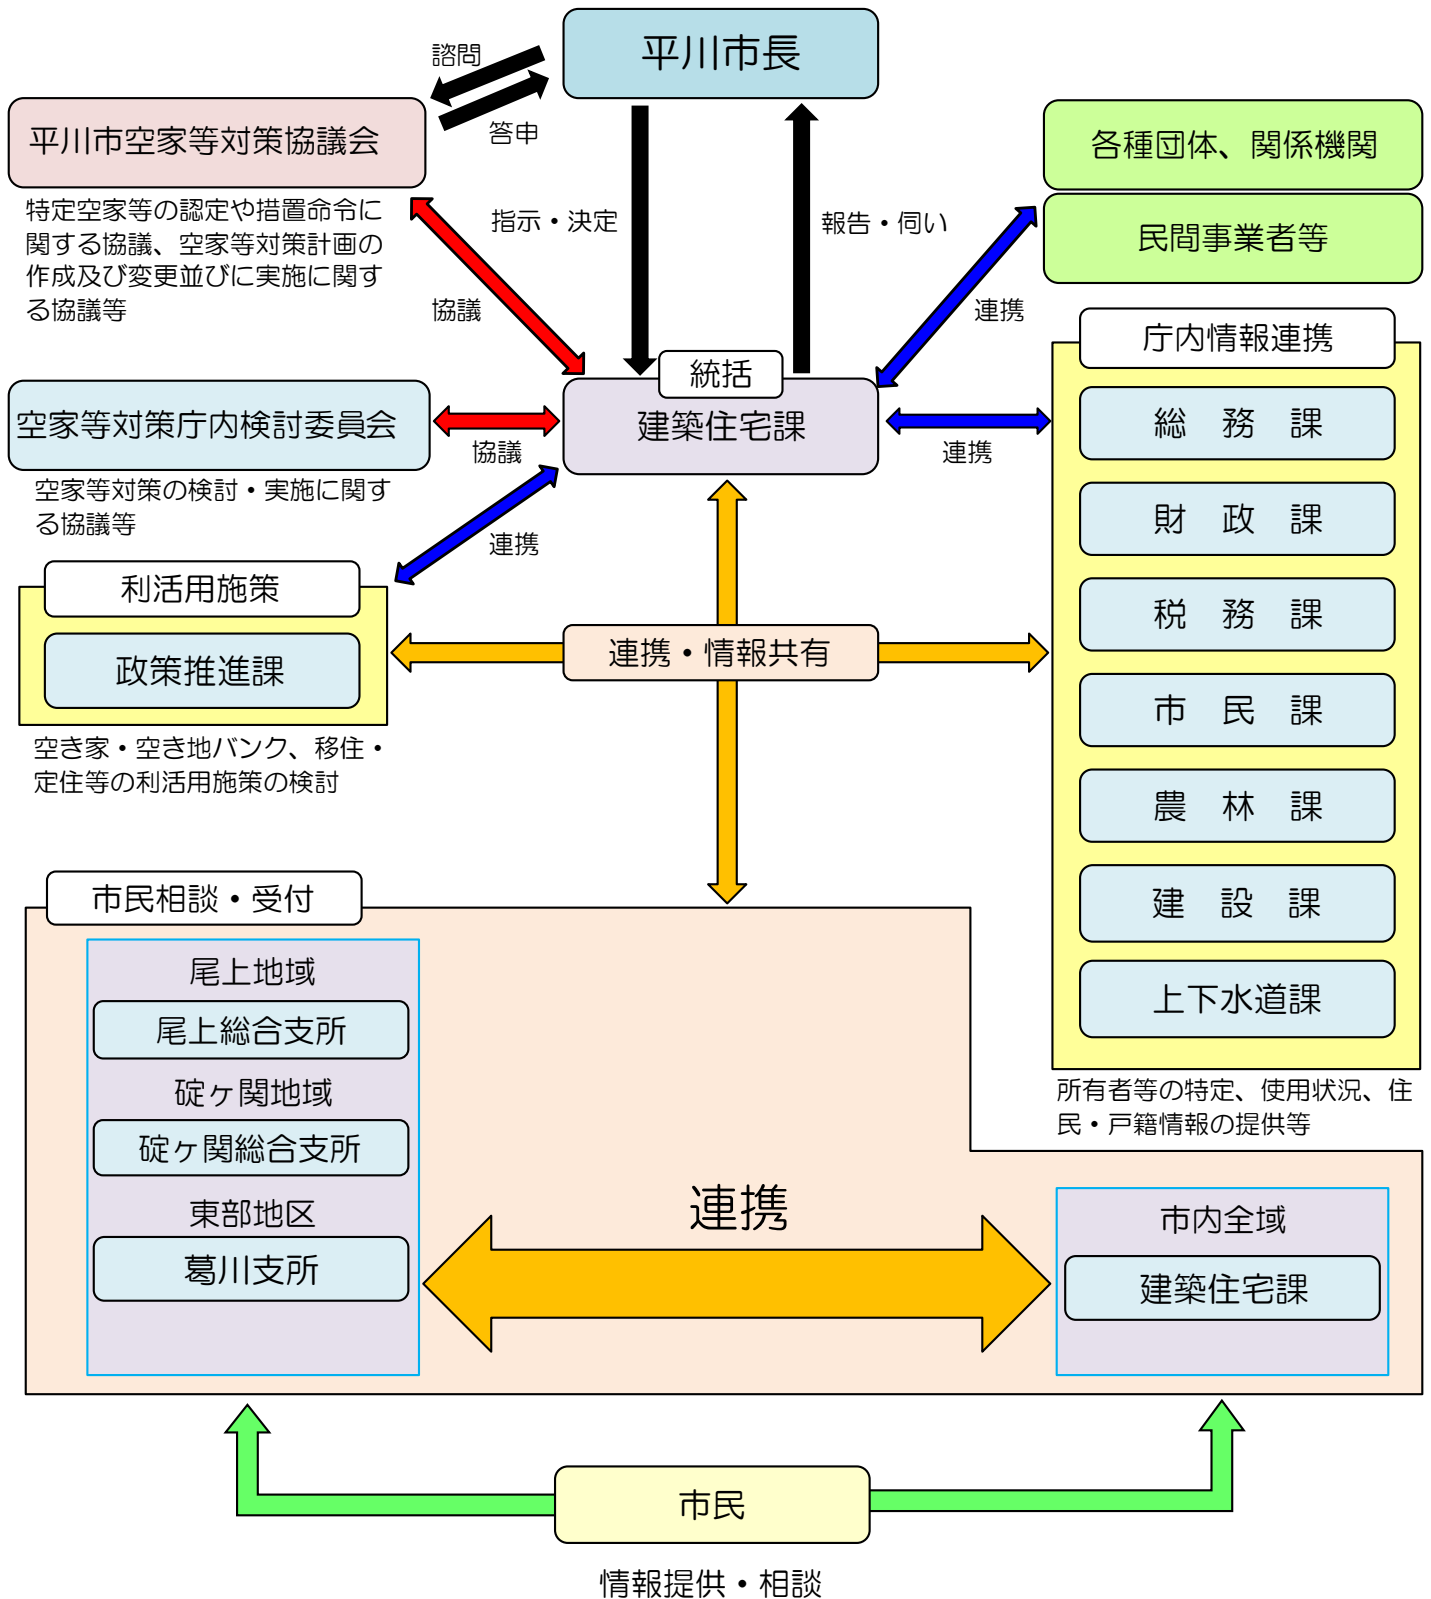 平川市長
諮問
答申
平川市空家等対策協議会
特定空家等の認定や措置命令に
関する協議、空家等対策計画の
作成及び変更並びに実施に関す
る協議等
指示・決定
報告・伺い
各種団体、関係機関
民間事業者等
協議
連携
統括
建築住宅課
空家等対策庁内検討委員会
協議
空家等対策の検討・実施に関す
る協議等
連携
連携
庁内情報連携
総　務　課
財　政　課
税　務　課
市　民　課
農　林　課
建　設　課
上下水道課
所有者等の特定、使用状況、住
民・戸籍情報の提供等
利活用施策
政策推進課
空き家・空き地バンク、移住・
定住等の利活用施策の検討
連携・情報共有
市民相談・受付
尾上地域
尾上総合支所
碇ヶ関地域
碇ヶ関総合支所
東部地区
葛川支所
連携
市内全域
建築住宅課
市民
情報提供・相談